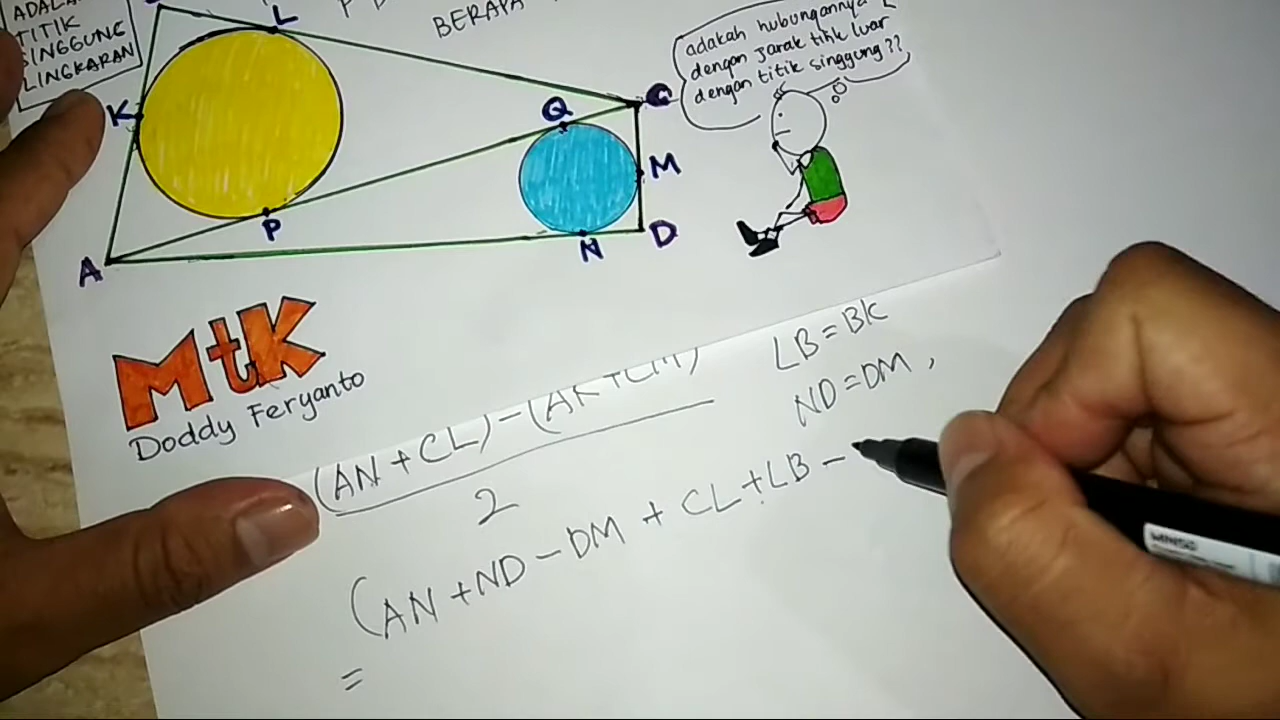 ADALA
TITIK
SINGGUNG
LINGKARAN
L
BERAPA
adakah hubungannya
dengan jarak titik luar
dengan titik singgung??
K
Q
C
M
P
N
D
A
MtK
Doddy Feryanto
LB = BK
ND = DM,
(AN + CL) - (AK + CM)
2
(AN + ND - DM + CL + LB -
=